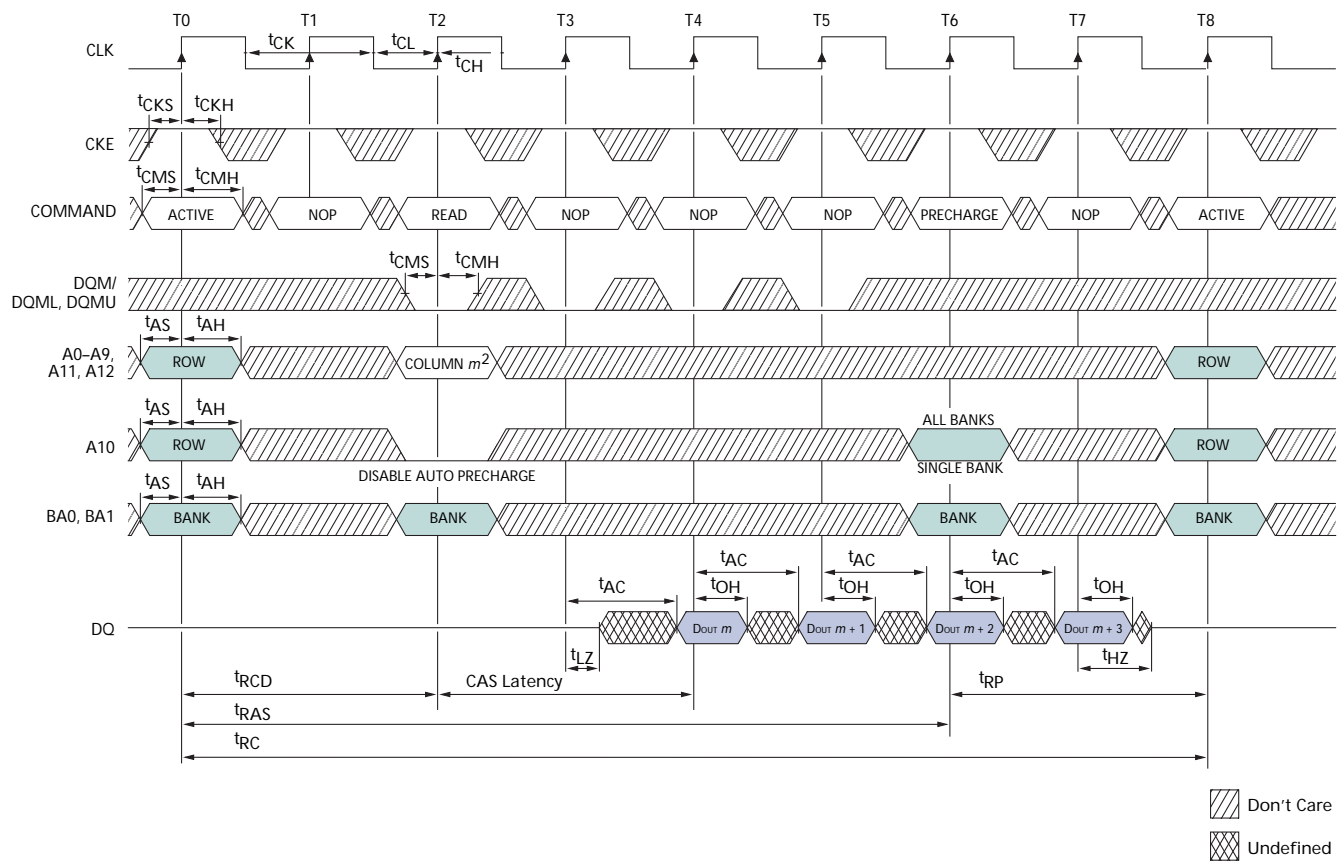 T0 T1 T2 T3 T4 T5 T6 T7 T8
CLK
tCK tCL
tCH
tCKS tCKH
CKE
tCMS tCMH
COMMAND ACTIVE NOP READ NOP NOP NOP PRECHARGE NOP ACTIVE
tCMS tCMH
DQM/
DQML, DQMU
tAS tAH
A0–A9,
A11, A12
ROW COLUMN m2 ROW
tAS tAH
ALL BANKS
A10 ROW ROW
DISABLE AUTO PRECHARGE SINGLE BANK
tAS tAH
BA0, BA1 BANK BANK BANK BANK
tAC tAC tAC tAC
tOH tOH tOH tOH
DQ DOUT m DOUT m + 1 DOUT m + 2 DOUT m + 3
tLZ tHZ
tRCD CAS Latency tRP
tRAS
tRC
Don't Care
Undefined